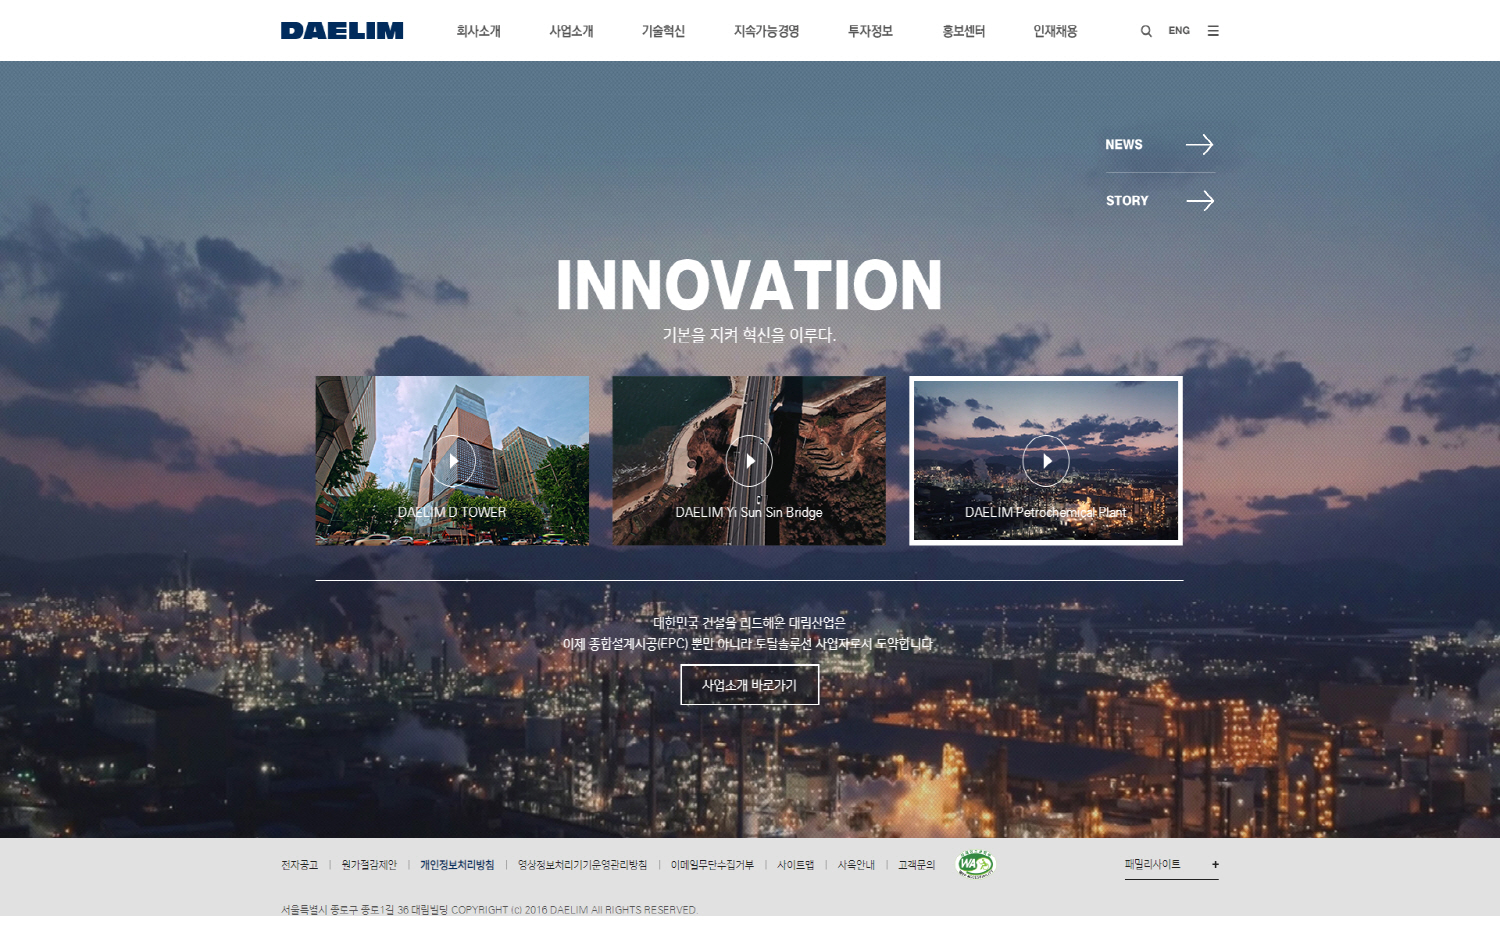 DAELIM 회사소개 사업소개 기술혁신 지속가능경영 투자정보 홍보센터 인재채용 ENG
NEWS
STORY
INNOVATION
기본을 지켜 혁신을 이루다.
DAELIM D TOWER DAELIM Yi Sun Sin Bridge DAELIM Petrochemical Plant
대한민국 건설을 리드해온 대림산업은
이제 종합설계시공(EPC) 뿐만 아니라 토탈솔루션 사업자로서 도약합니다.
사업소개 바로가기
전자공고 | 원가절감제안 | 개인정보처리방침 | 영상정보처리기기운영관리방침 | 이메일무단수집거부 | 사이트맵 | 사옥안내 | 고객문의 WA 패밀리사이트 +
서울특별시 종로구 종로1길 36 대림빌딩 COPYRIGHT (c) 2016 DAELIM All RIGHTS RESERVED.